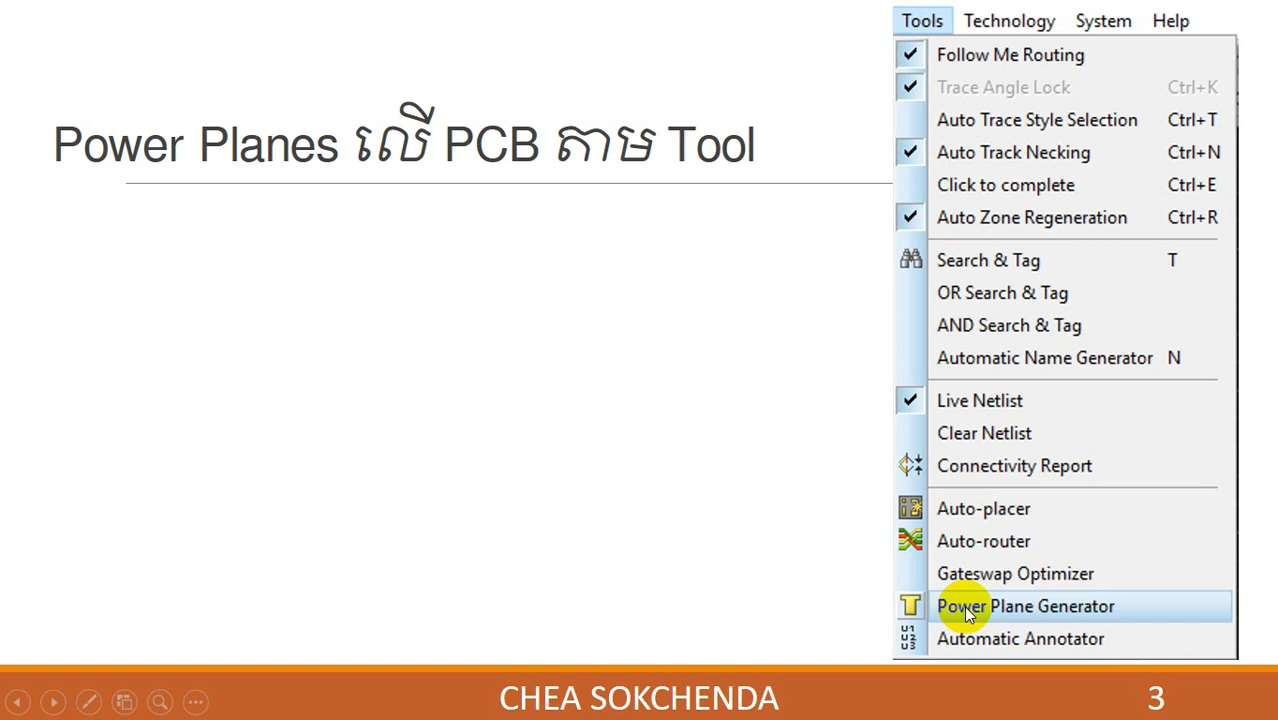 Power Planes លើ PCB តាម Tool
Tools Technology System Help
Follow Me Routing
Trace Angle Lock Ctrl+K
Auto Trace Style Selection Ctrl+T
Auto Track Necking Ctrl+N
Click to complete Ctrl+E
Auto Zone Regeneration Ctrl+R
Search & Tag T
OR Search & Tag
AND Search & Tag
Automatic Name Generator N
Live Netlist
Clear Netlist
Connectivity Report
Auto-placer
Auto-router
Gateswap Optimizer
Power Plane Generator
Automatic Annotator
CHEA SOKCHENDA 3